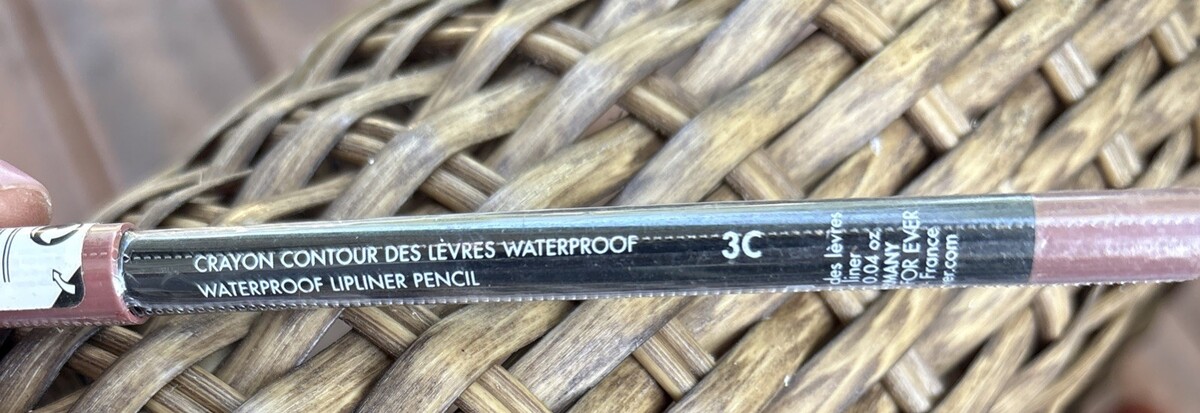 CRAYON CONTOUR DES LÈVRES WATERPROOF
WATERPROOF LIPLINER PENCIL
3C
des lèvres
liner
0.04 oz
MANY
FOR EVER
France
er.com